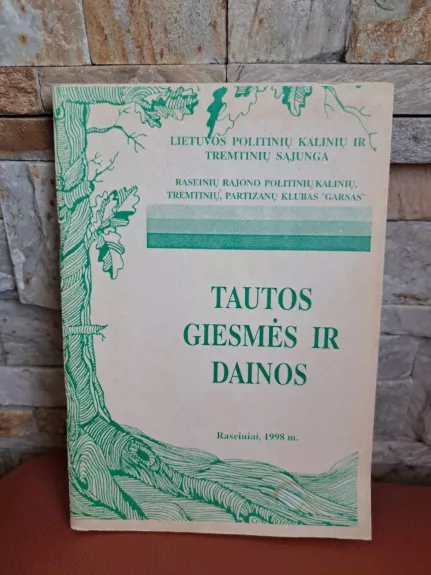 LIETUVOS POLITINIŲ KALINIŲ IR
TREMTINIŲ SĄJUNGA
RASEINIŲ RAJONO POLITINIŲ KALINIŲ,
TREMTINIŲ, PARTIZANŲ KLUBAS "GARSAS"
TAUTOS
GIESMĖS IR
DAINOS
Raseiniai, 1998 m.